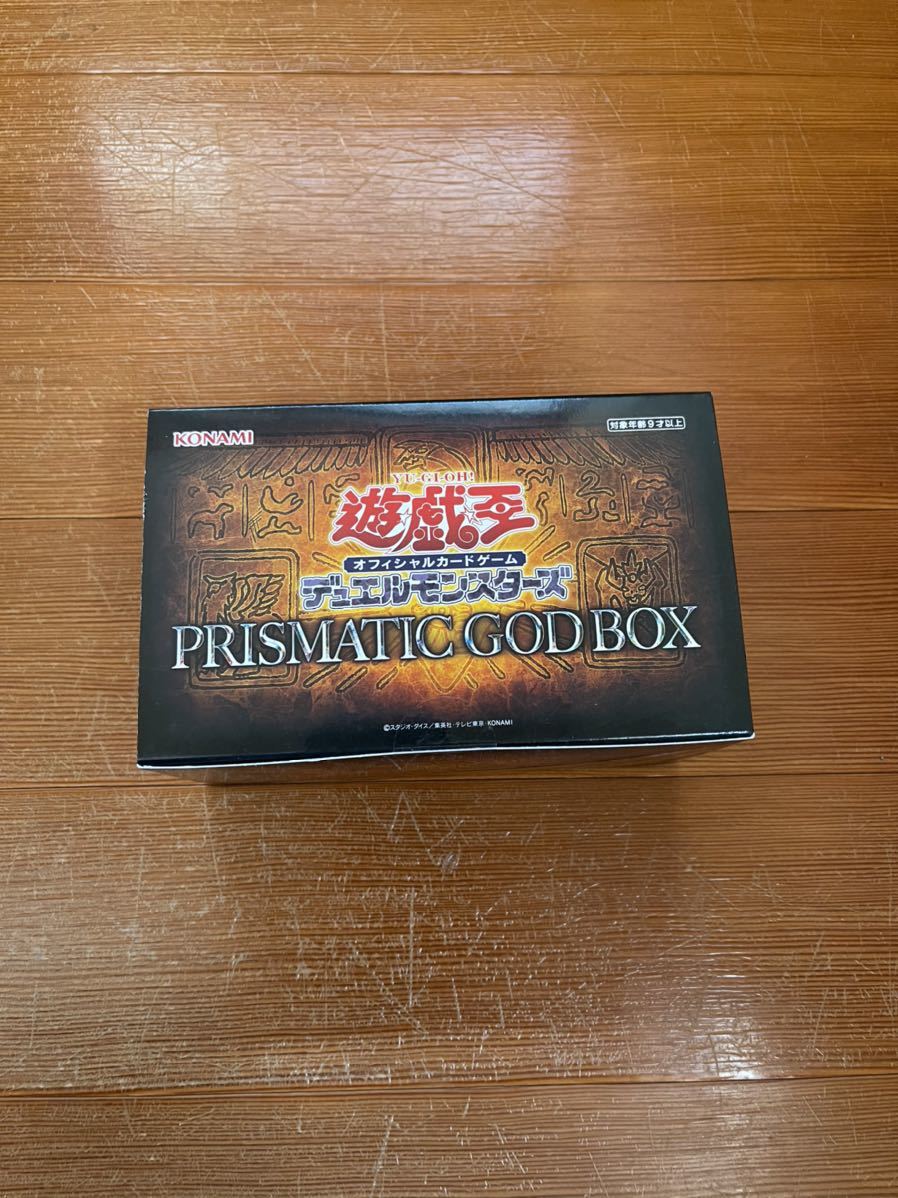 KONAMI
対象年齢9才以上
YU-GI-OH!
遊戯王
オフィシャルカードゲーム
デュエルモンスターズ
PRISMATIC GOD BOX
©スタジオ・ダイス／集英社・テレビ東京・KONAMI